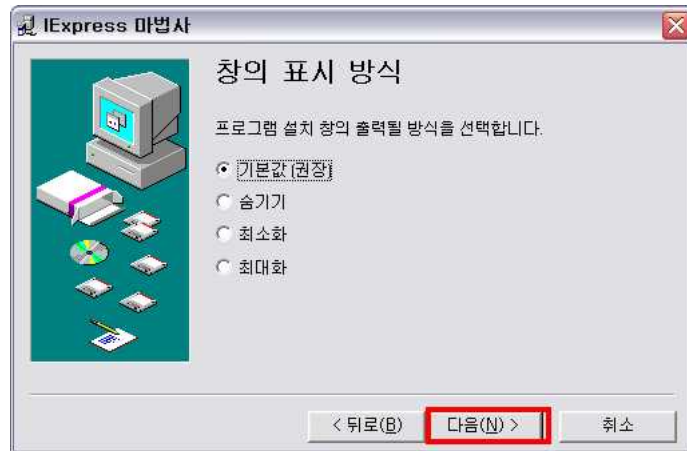 IExpress 마법사
창의 표시 방식
프로그램 설치 창의 출력될 방식을 선택합니다.
기본값 (권장)
숨기기
최소화
최대화
< 뒤로(B)
다음(N) >
취소